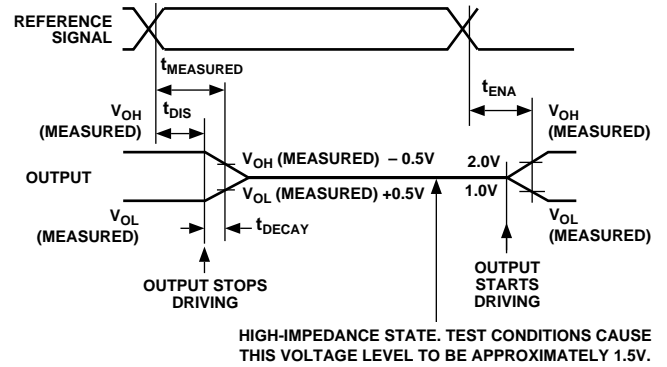 REFERENCE
SIGNAL
tMEASURED
tENA
tDIS
VOH
(MEASURED)
VOH
(MEASURED)
VOH (MEASURED) – 0.5V
2.0V
OUTPUT
VOL (MEASURED) +0.5V
1.0V
VOL
(MEASURED)
VOL
(MEASURED)
tDECAY
OUTPUT STOPS
DRIVING
OUTPUT
STARTS
DRIVING
HIGH-IMPEDANCE STATE. TEST CONDITIONS CAUSE
THIS VOLTAGE LEVEL TO BE APPROXIMATELY 1.5V.